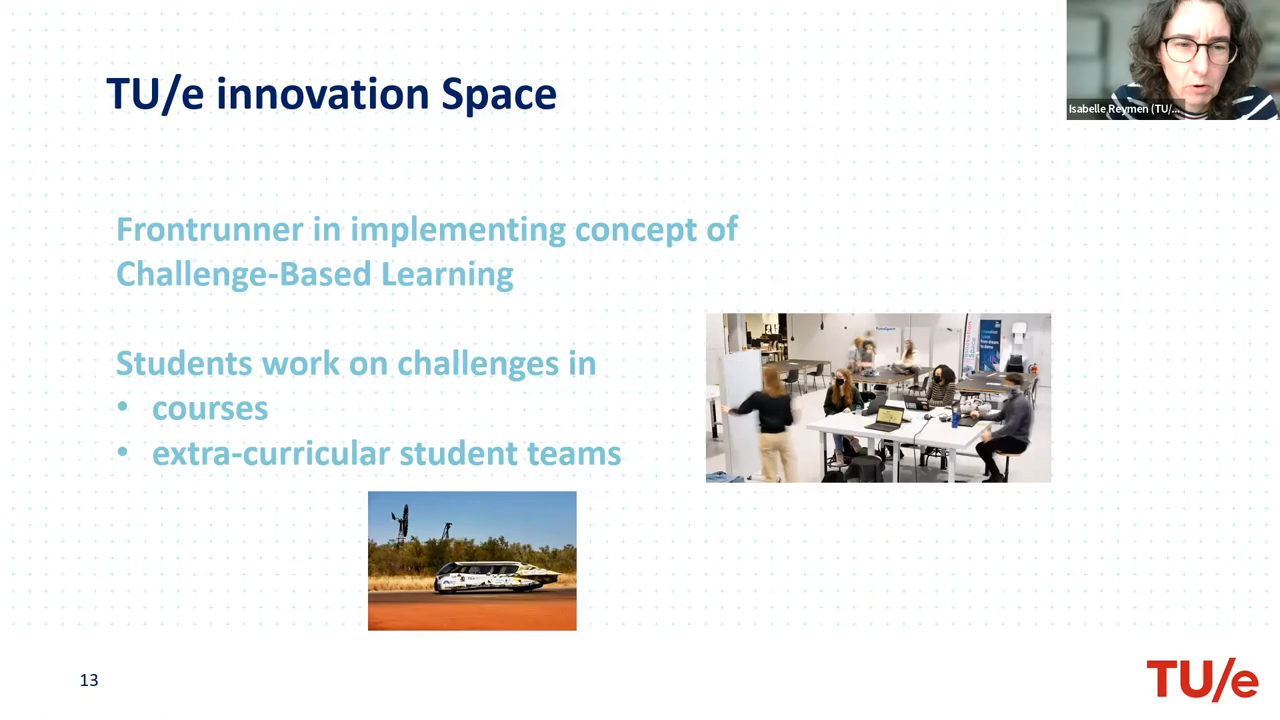 TU/e innovation Space
Isabelle Reymen (TU/...
Frontrunner in implementing concept of
Challenge-Based Learning
Students work on challenges in
• courses
• extra-curricular student teams
13
TU/e